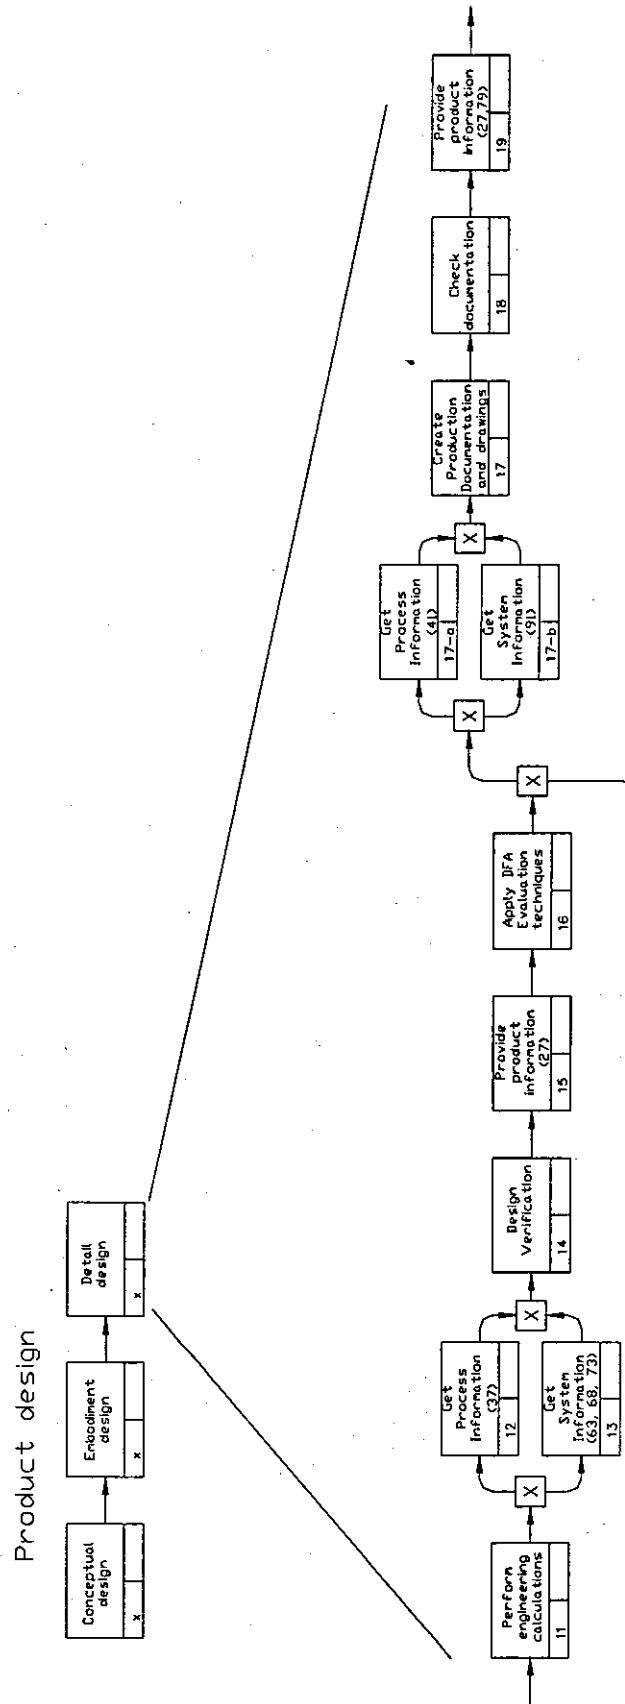 Product design
Conceptual
design
x
Embodiment
design
x
Detail
design
x
Perform
engineering
calculations
11
X
Get
Process
Information
(37)
12
Get
System
Information
(63, 68, 73)
13
X
Design
Verification
14
Provide
product
information
(27)
15
Apply DFA
Evaluation
techniques
16
X
X
Get
Process
Information
(41)
17-a
Get
System
Information
(91)
17-b
X
Create
Production
Documentation
and drawings
17
Check
documentation
18
Provide
product
information
(27,79)
19